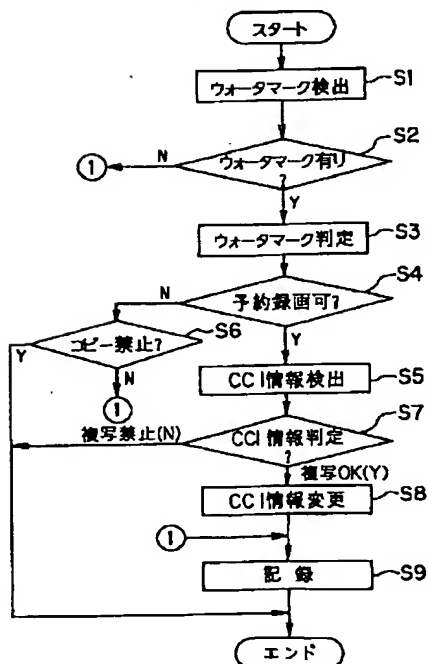 スタート
ウォータマーク検出 S1
S2
N ウォータマーク有り
① ?
Y
S3
ウォータマーク判定
S4
N 予約録画可?
S6
Y コピー禁止? Y
N CCI情報検出 S5
① S7
複写禁止(N) CCI情報判定
?
複写OK(Y)
CCI情報変更 S8
①
記録 S9
エンド